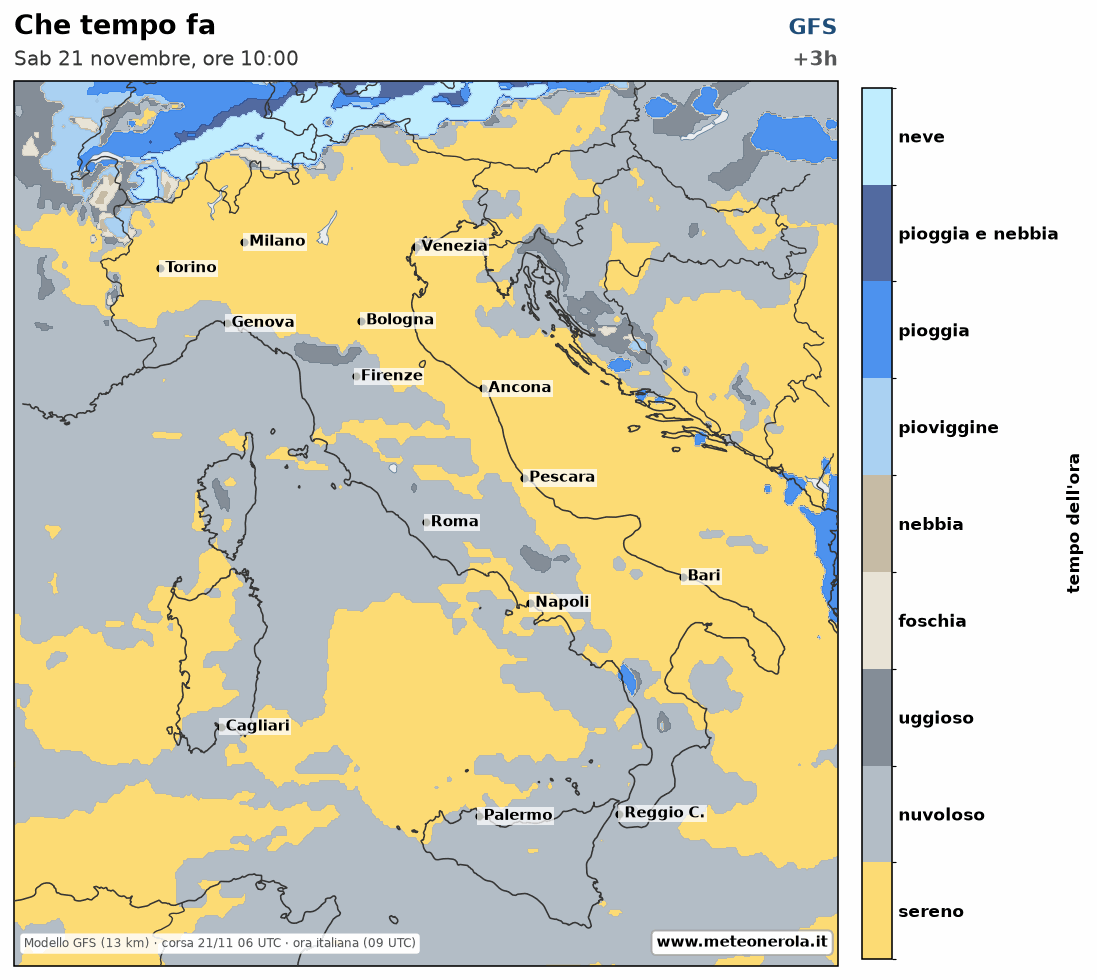 Che tempo fa
GFS
Sab 21 novembre, ore 10:00
+3h
neve
pioggia e nebbia
pioggia
pioviggine
nebbia
foschia
uggioso
nuvoloso
sereno
tempo dell'ora
Milano
Venezia
Torino
Genova
Bologna
Firenze
Ancona
Pescara
Roma
Bari
Napoli
Cagliari
Palermo
Reggio C.
Modello GFS (13 km) · corsa 21/11 06 UTC · ora italiana (09 UTC)
www.meteonerola.it